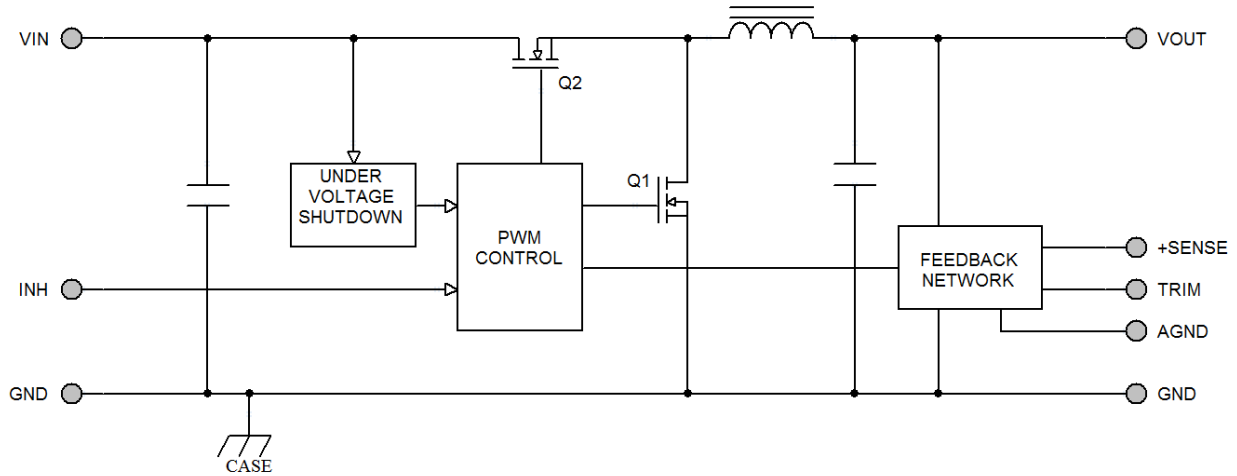 VIN
VOUT
Q2
UNDER
VOLTAGE
SHUTDOWN
Q1
PWM
CONTROL
FEEDBACK
NETWORK
+SENSE
INH
TRIM
AGND
GND
GND
CASE